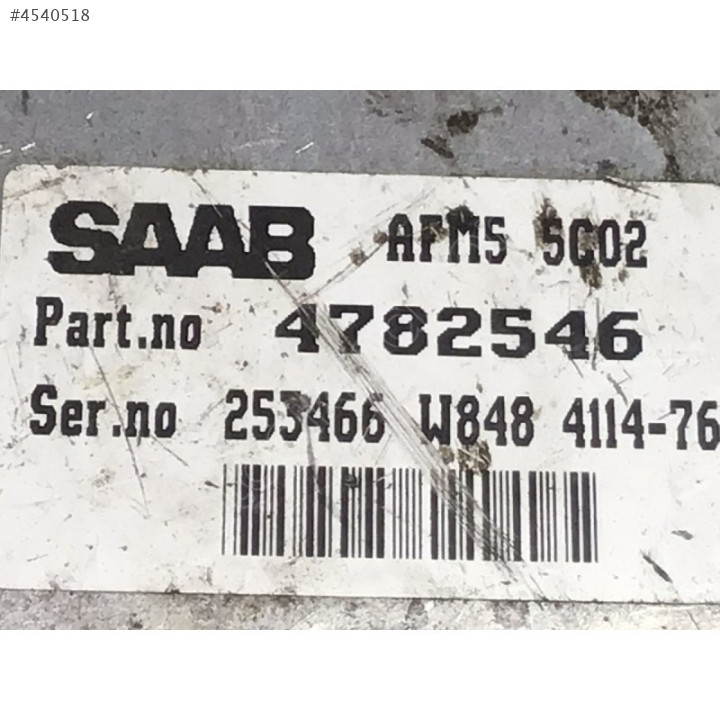 #4540518
SAAB AFM5 5C02
Part.no 4782546
Ser.no 253466 W848 4114-76